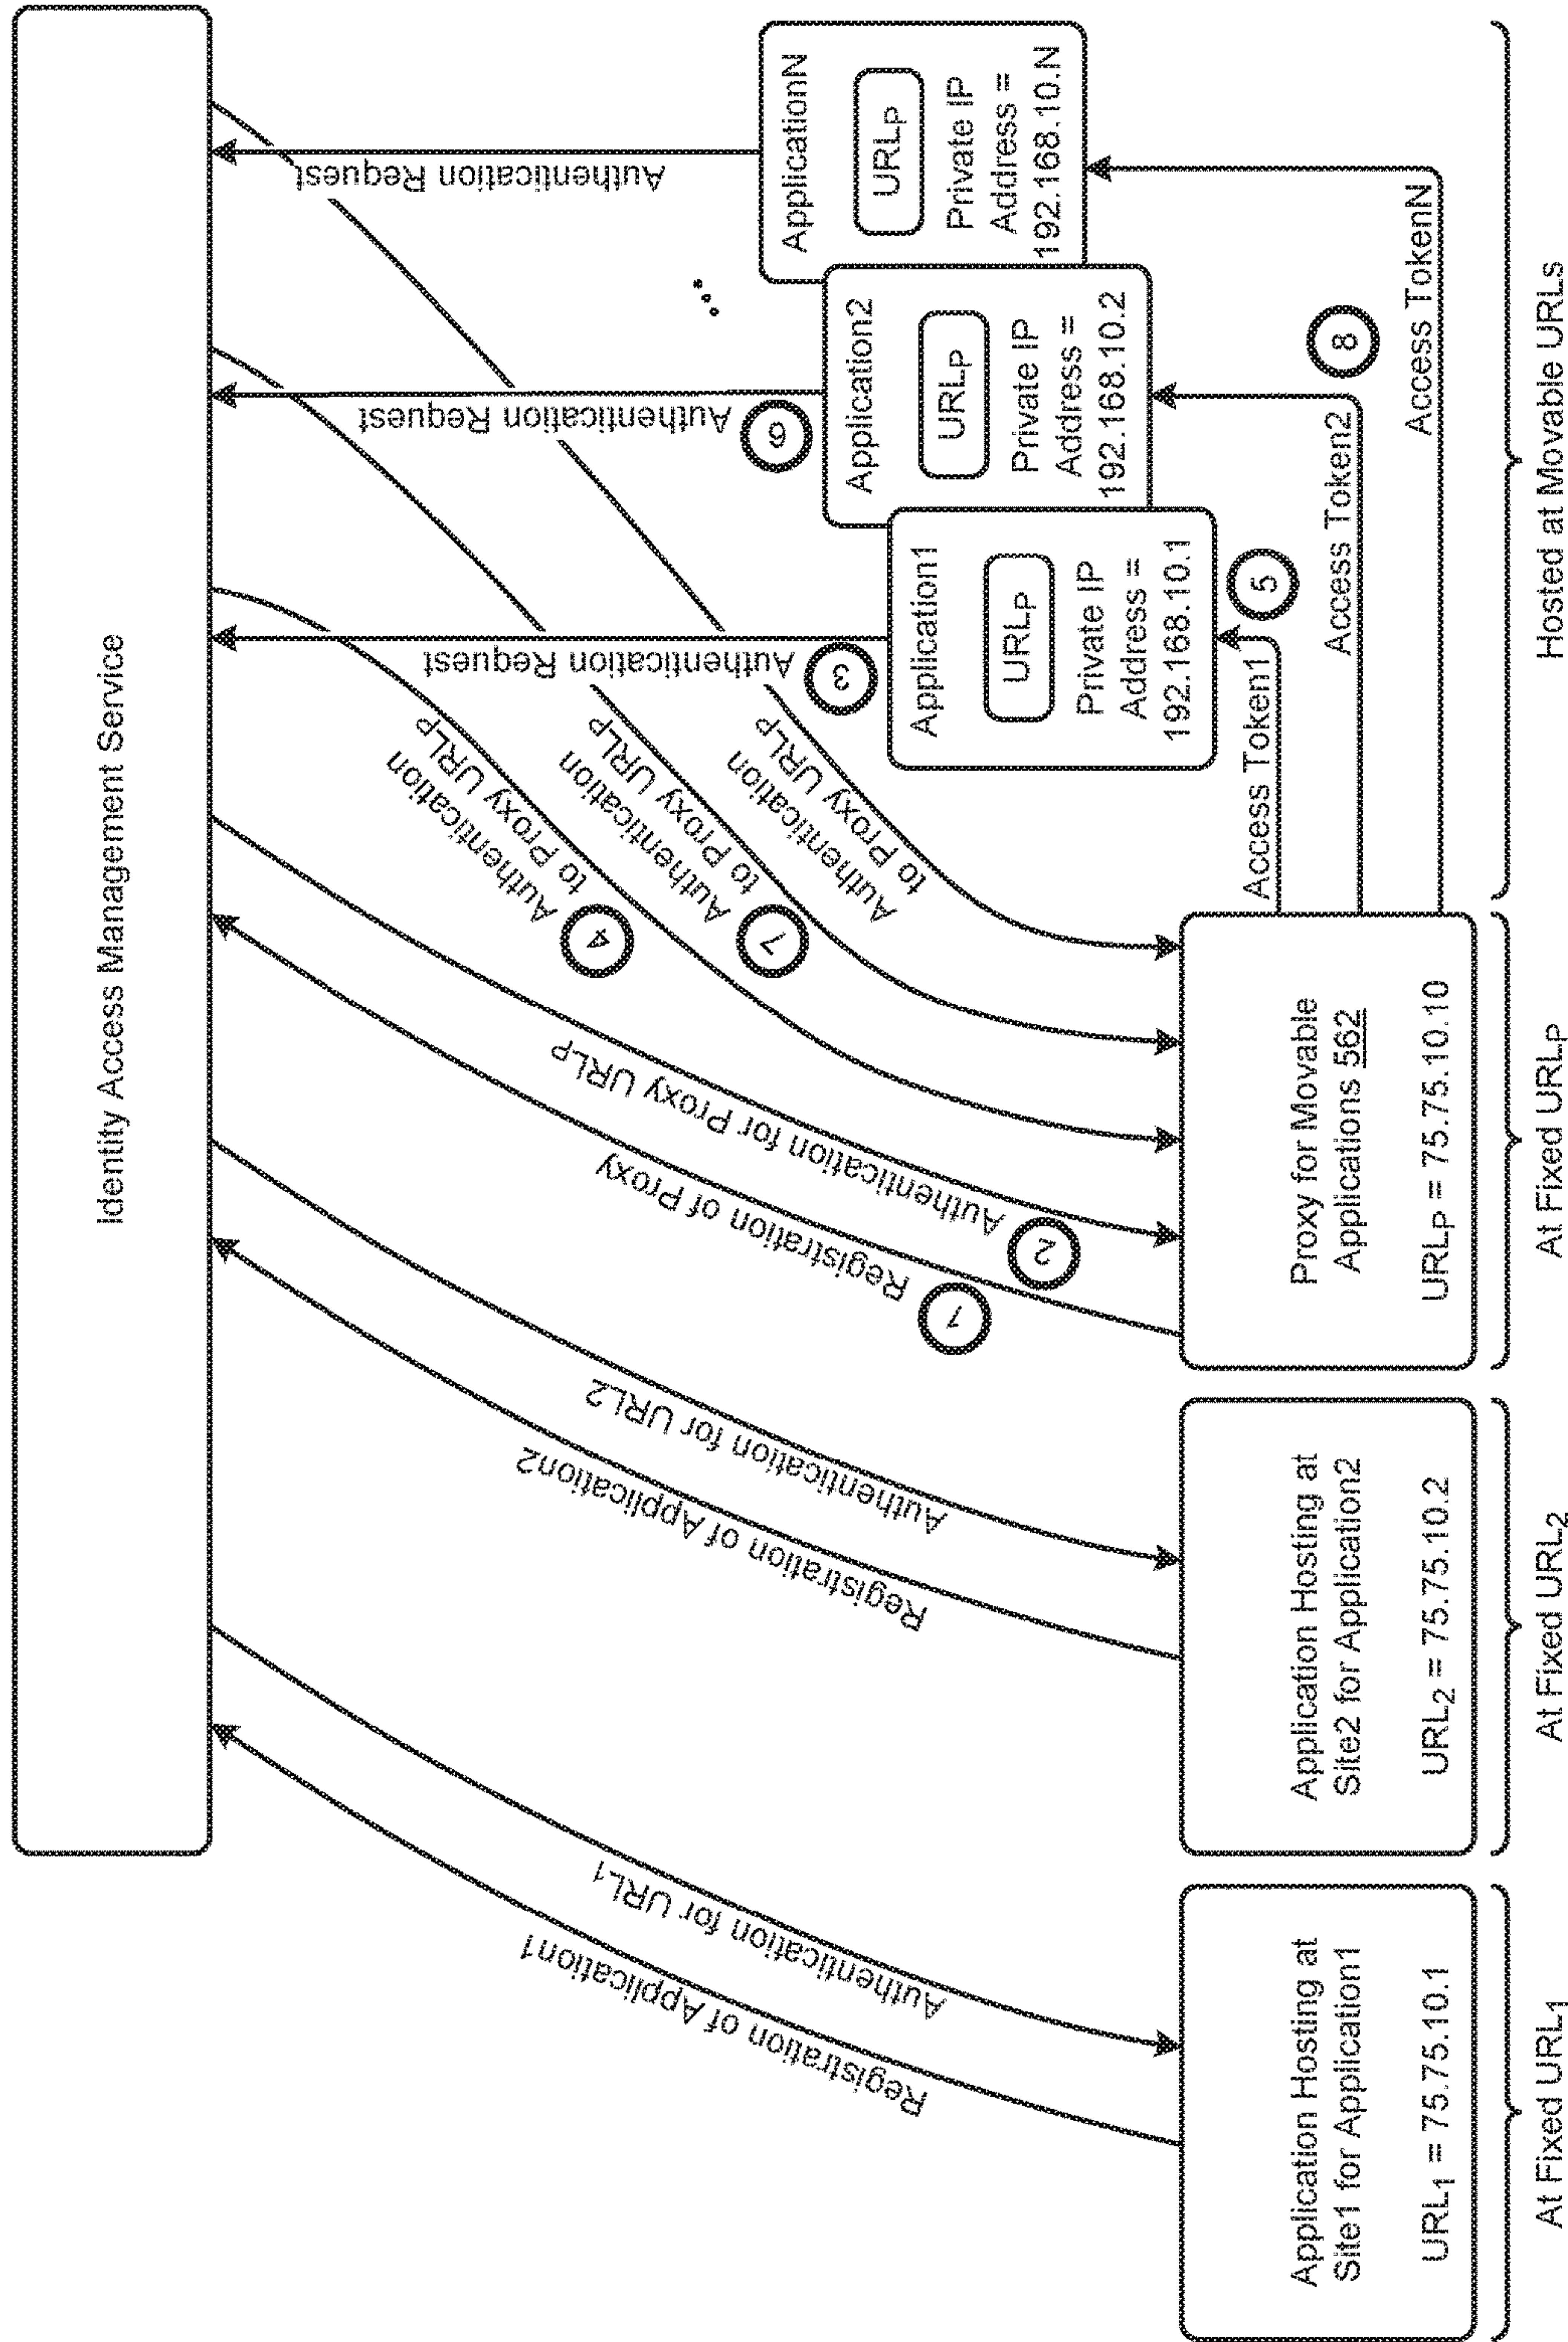 Identity Access Management Service
Registration of Application1
Authentication for URL1
Registration of Application2
Authentication for URL2
Registration of Proxy
1
Authentication for Proxy URLP
2
Authentication
to Proxy URLP
4
Authentication
to Proxy URLP
7
Authentication
to Proxy URLP
Authentication Request
3
Authentication Request
6
Authentication Request
Application1
URLP
Private IP
Address =
192.168.10.1
Application2
URLP
Private IP
Address =
192.168.10.2
ApplicationN
URLP
Private IP
Address =
192.168.10.N
...
Access Token1
5
Access Token2
8
Access TokenN
Application Hosting at
Site1 for Application1
URL1 = 75.75.10.1
Application Hosting at
Site2 for Application2
URL2 = 75.75.10.2
Proxy for Movable
Applications 562
URLP = 75.75.10.10
At Fixed URL1
At Fixed URL2
At Fixed URLP
Hosted at Movable URLs